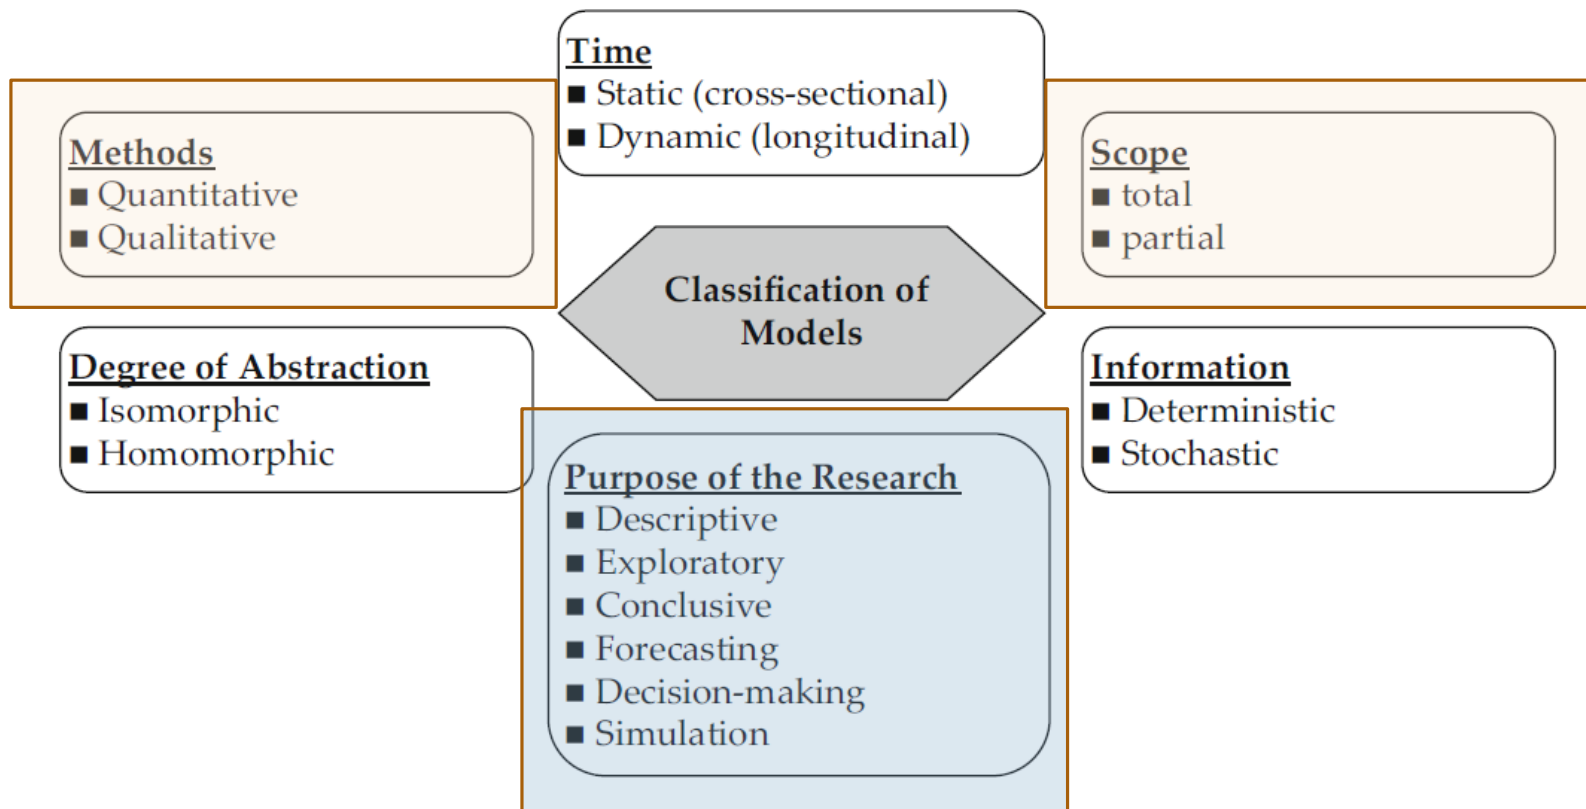 Time
■ Static (cross-sectional)
■ Dynamic (longitudinal)
Methods
■ Quantitative
■ Qualitative
Scope
■ total
■ partial
Classification of
Models
Degree of Abstraction
■ Isomorphic
■ Homomorphic
Information
■ Deterministic
■ Stochastic
Purpose of the Research
■ Descriptive
■ Exploratory
■ Conclusive
■ Forecasting
■ Decision-making
■ Simulation